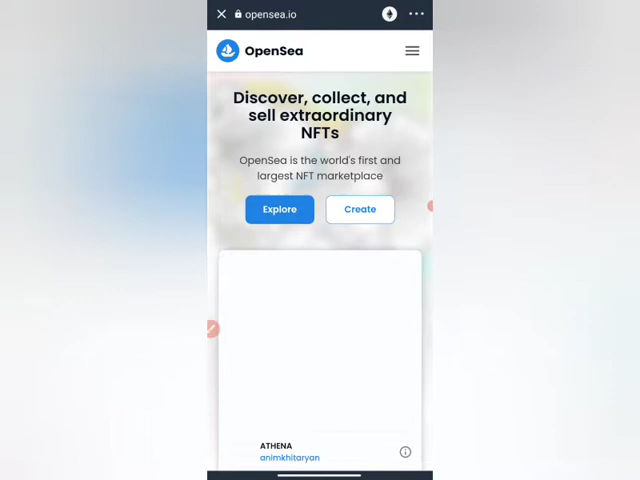 opensea.io
OpenSea
Discover, collect, and
sell extraordinary
NFTs
OpenSea is the world's first and
largest NFT marketplace
Explore
Create
ATHENA
animkhitaryan